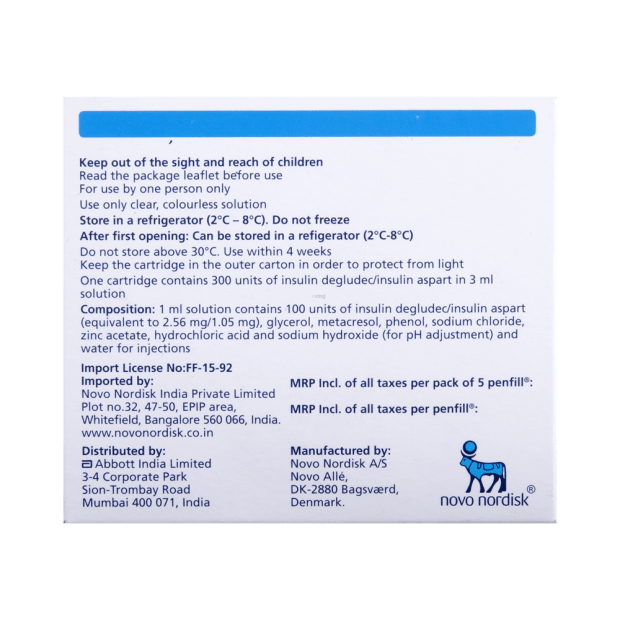 Keep out of the sight and reach of children
Read the package leaflet before use
For use by one person only
Use only clear, colourless solution
Store in a refrigerator (2°C – 8°C). Do not freeze
After first opening: Can be stored in a refigerator (2°C-8°C)
Do not store above 30°C. Use within 4 weeks
Keep the cartridge in the outer carton in order to protect from light
One cartridge contains 300 units of insulin degludec/insulin aspart in 3 ml
solution
Composition: 1 ml solution contains 100 units of insulin degludec/insulin aspart
(equivalent to 2.56 mg/1.05 mg), glycerol, metacresol, phenol, sodium chloride,
zinc acetate, hydrochloric acid and sodium hydroxide (for pH adjustment) and
water for injections
Import License No:FF-15-92
Imported by:
Novo Nordisk India Private Limited
Plot no.32, 47-50, EPIP area,
Whitefield, Bangalore 560 066, India.
www.novonordisk.co.in
MRP Incl. of all taxes per pack of 5 penfill®:
MRP Incl. of all taxes per penfill®:
Distributed by:
Abbott India Limited
3-4 Corporate Park
Sion-Trombay Road
Mumbai 400 071, India
Manufactured by:
Novo Nordisk A/S
Novo Allé,
DK-2880 Bagsværd,
Denmark.
novo nordisk®